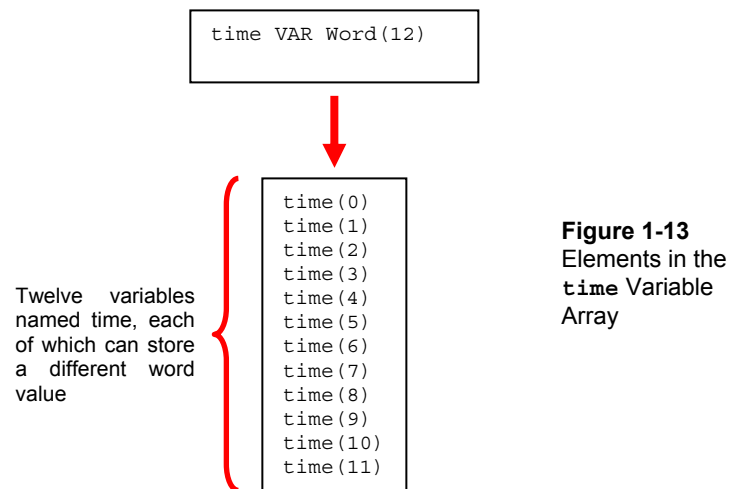 time VAR Word(12)
time(0)
time(1)
time(2)
time(3)
time(4)
time(5)
time(6)
time(7)
time(8)
time(9)
time(10)
time(11)
Twelve variables
named time, each
of which can store
a different word
value
Figure 1-13
Elements in the
time Variable
Array